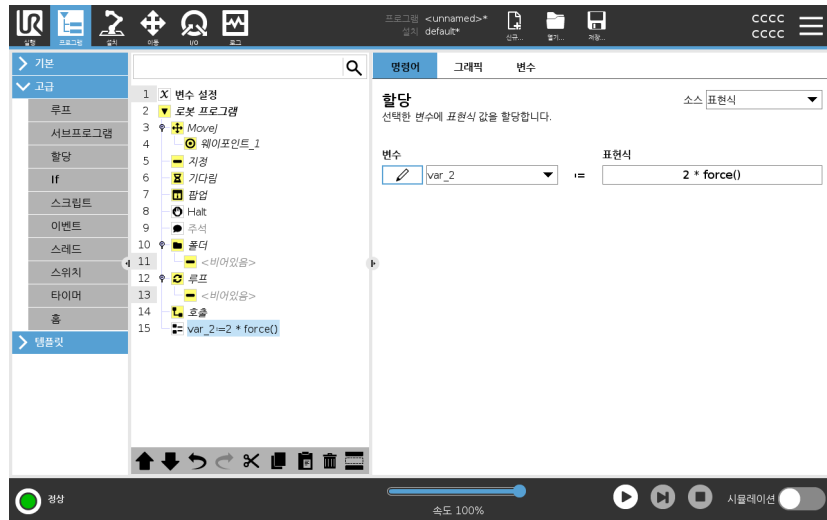 UR
실행 프로그램 설치 이동 I/O 로그
프로그램 <unnamed>*
설치 default*
신규... 열기... 저장...
cccc
cccc
기본
고급
루프
서브프로그램
할당
If
스크립트
이벤트
스레드
스위치
타이머
홈
템플릿
1 X 변수 설정
2 로봇 프로그램
3 MoveJ
4 웨이포인트_1
5 지정
6 기다림
7 팝업
8 Halt
9 주석
10 폴더
11 <비어있음>
12 루프
13 <비어있음>
14 호출
15 var_2:=2 * force()
명령어 그래픽 변수
할당
소스 표현식
선택한 변수에 표현식 값을 할당합니다.
변수 표현식
var_2 := 2 * force()
정상
속도 100%
시뮬레이션